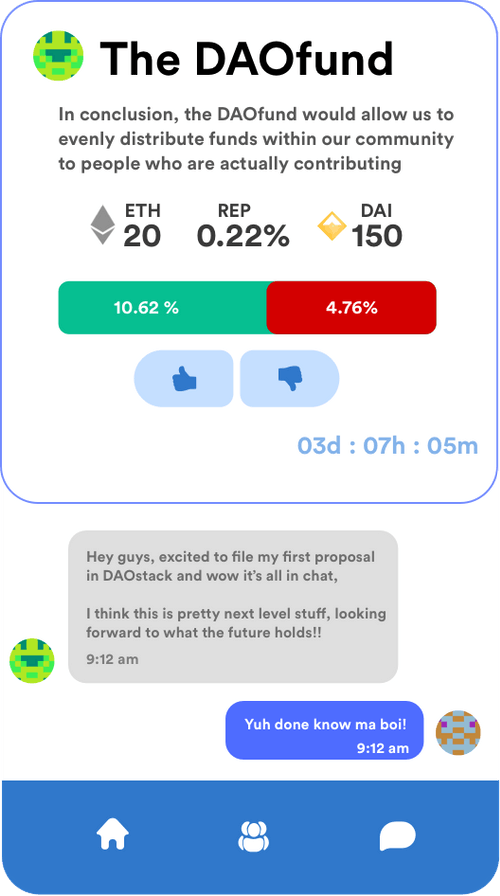 The DAOfund
In conclusion, the DAOfund would allow us to
evenly distribute funds within our community
to people who are actually contributing
ETH
20
REP
0.22%
DAI
150
10.62 %
4.76%
03d : 07h : 05m
Hey guys, excited to file my first proposal
in DAOstack and wow it’s all in chat,
I think this is pretty next level stuff, looking
forward to what the future holds!!
9:12 am
Yuh done know ma boi!
9:12 am